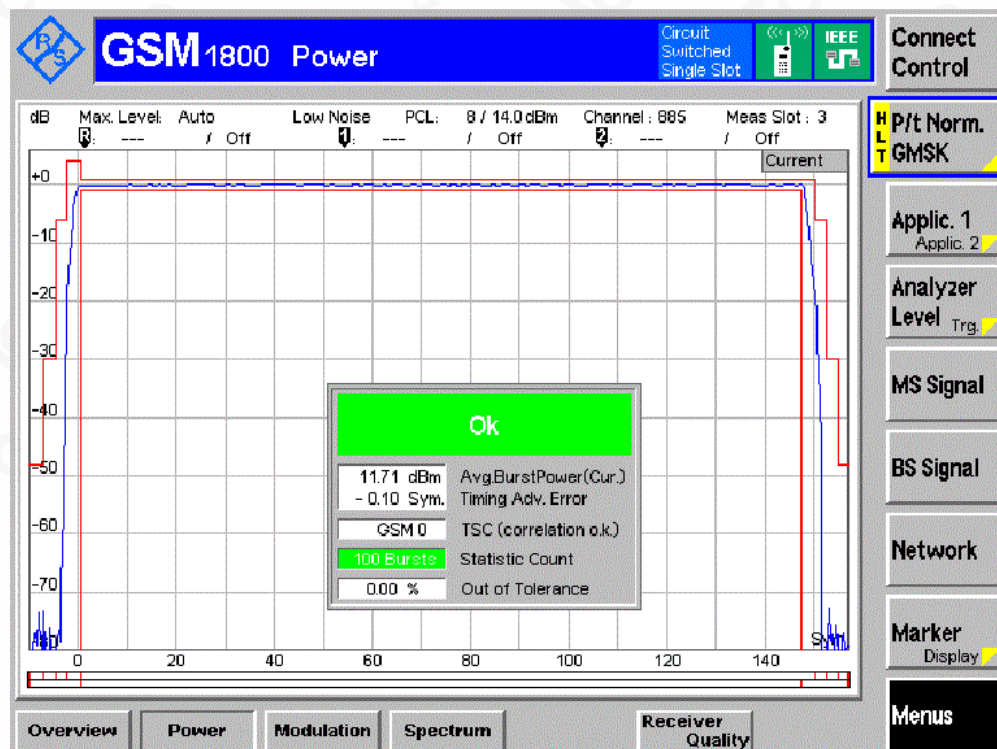 R&S
GSM 1800 Power
Circuit Switched Single Slot
IEEE
Connect Control
dB Max. Level: Auto Low Noise PCL: 8 / 14.0 dBm Channel : 885 Meas Slot : 3
R: --- / Off 1: --- / Off 2: --- / Off
Current
HLT
P/t Norm. GMSK
Applic. 1
Applic. 2
Analyzer Level Trg.
MS Signal
BS Signal
Network
Marker
Display
Menus
+0
-10
-20
-30
-40
-50
-60
-70
Ok
11.71 dBm Avg.BurstPower(Cur.)
- 0.10 Sym. Timing Adv. Error
GSM 0 TSC (correlation o.k.)
100 Bursts Statistic Count
0.00 % Out of Tolerance
0 20 40 60 80 100 120 140
Overview Power Modulation Spectrum Receiver Quality